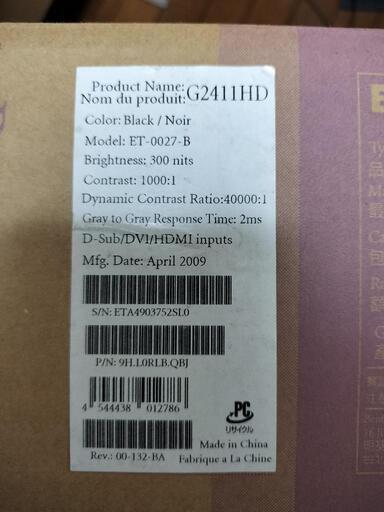 Product Name:
Nom du produit: G2411HD
Color: Black / Noir
Model: ET-0027-B
Brightness: 300 nits
Contrast: 1000:1
Dynamic Contrast Ratio:40000:1
Gray to Gray Response Time: 2ms
D-Sub/DVI/HDMI inputs
Mfg. Date: April 2009
S/N: ETA4903752SL0
P/N: 9H.L0RLB.QBJ
4 544438 012786
PC
リサイクル
Made in China
Rev.: 00-132-BA
Fabrique a La Chine